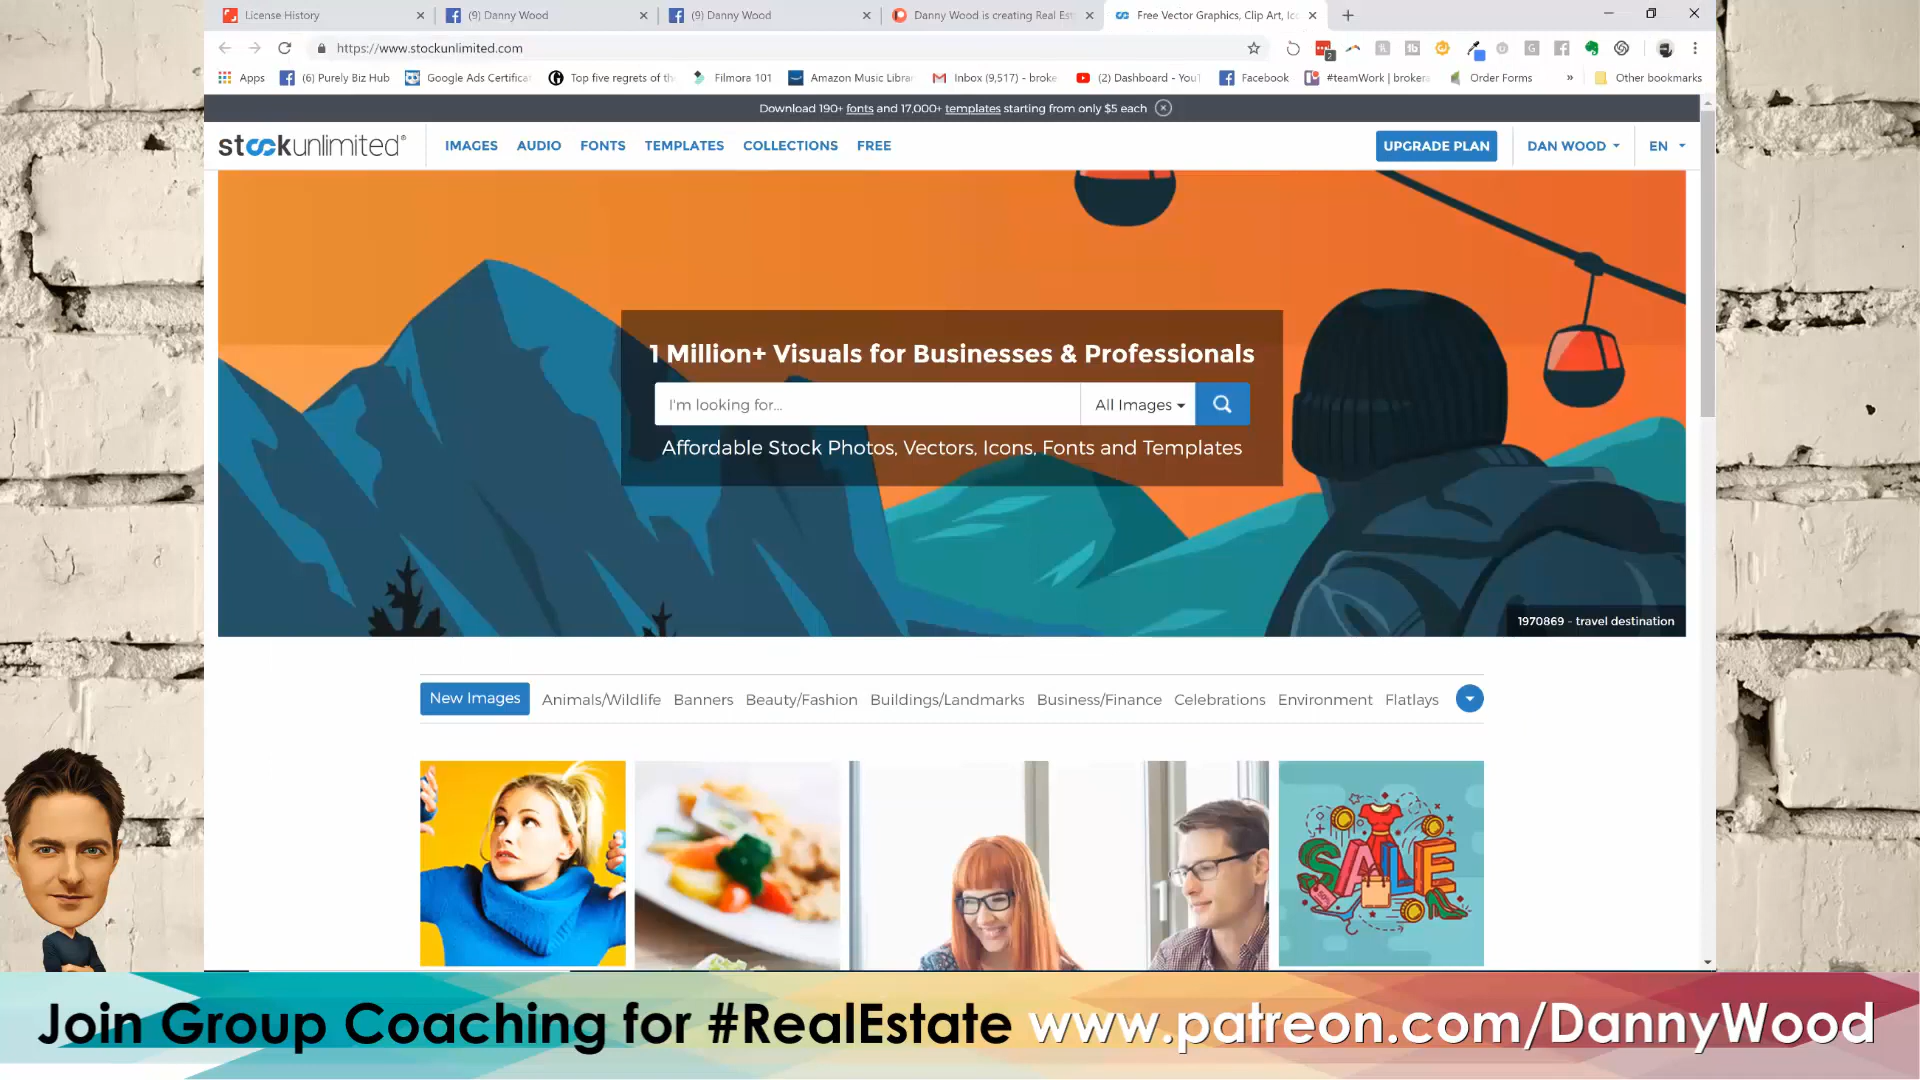 License History
(9) Danny Wood
(9) Danny Wood
Danny Wood is creating Real Est
Free Vector Graphics, Clip Art, Ic
https://www.stockunlimited.com
2
Apps
(6) Purely Biz Hub
Google Ads Certifica
Top five regrets of th
Filmora 101
Amazon Music Librar
Inbox (9,517) - broke
(2) Dashboard - YouT
Facebook
#teamWork | brokera
Order Forms
»
Other bookmarks
Download 190+ fonts and 17,000+ templates starting from only $5 each
stockunlimited®
IMAGES
AUDIO
FONTS
TEMPLATES
COLLECTIONS
FREE
UPGRADE PLAN
DAN WOOD
EN
1 Million+ Visuals for Businesses & Professionals
I'm looking for...
All Images
Affordable Stock Photos, Vectors, Icons, Fonts and Templates
1970869 - travel destination
New Images
Animals/Wildlife
Banners
Beauty/Fashion
Buildings/Landmarks
Business/Finance
Celebrations
Environment
Flatlays
SALE
Join Group Coaching for #RealEstate www.patreon.com/DannyWood